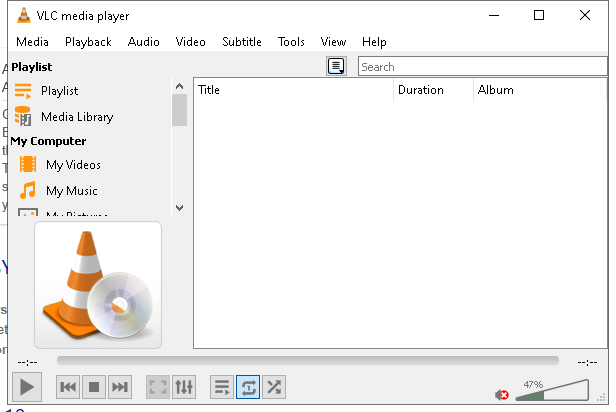 VLC media player
Media Playback Audio Video Subtitle Tools View Help
Playlist
Search
Playlist
Title Duration Album
Media Library
My Computer
My Videos
My Music
My Pictures
--:-- --:--
47%